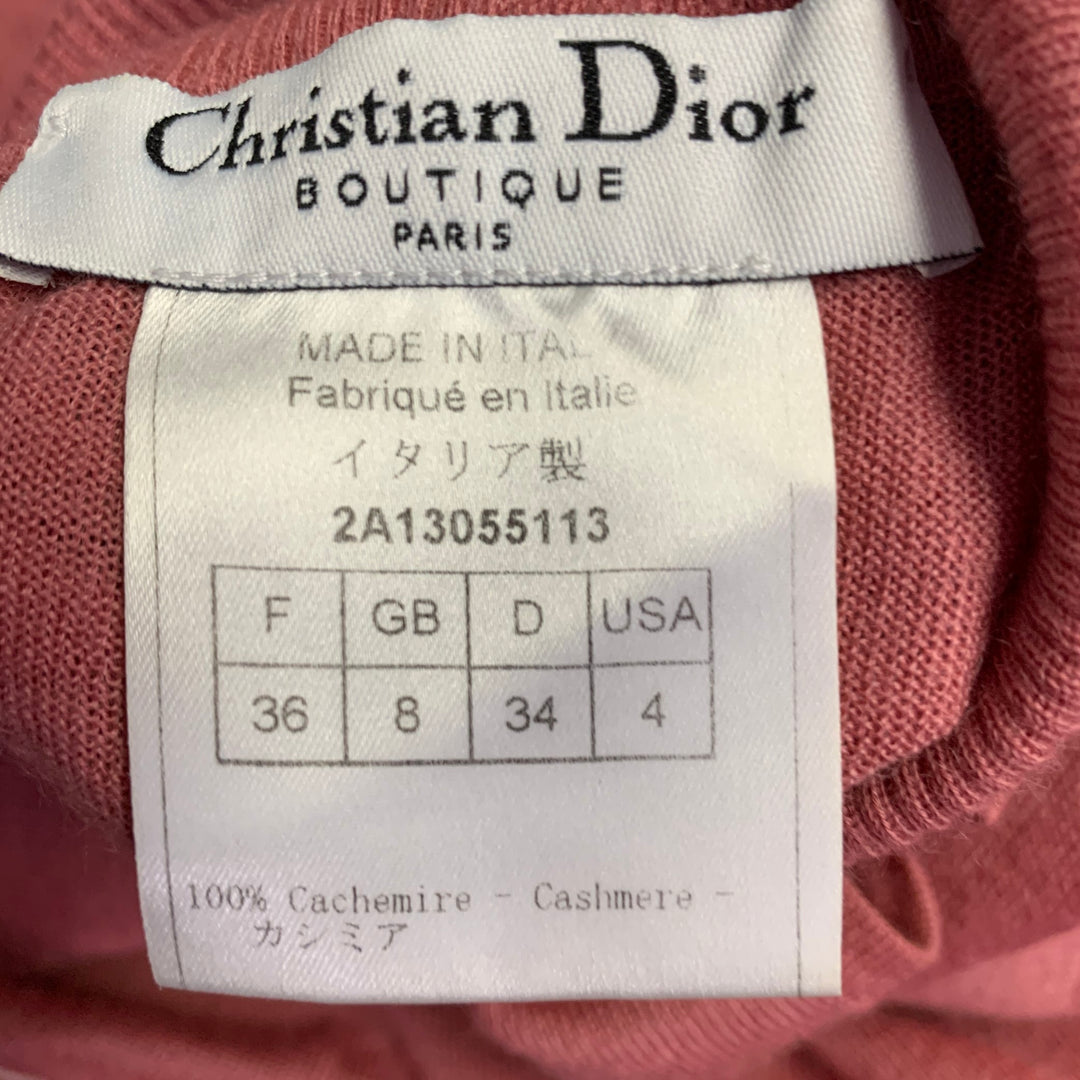 Christian Dior
BOUTIQUE
PARIS
MADE IN
Fabriqué en Italie
イタリア製
2A13055113
F GB D USA
36 8 34 4
100% Cachemire - Cashmere -
カシミア